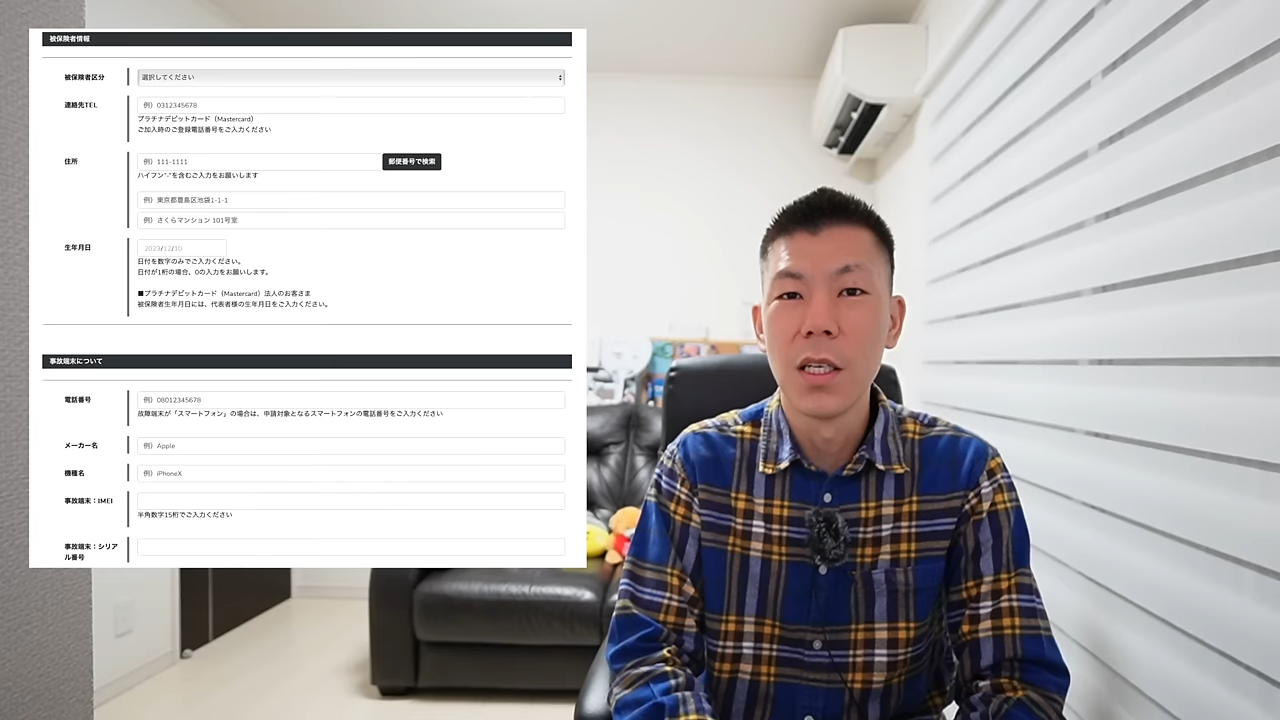 被保険者情報
被保険者区分
選択してください
連絡先TEL
例）0312345678
プラチナデビットカード（Mastercard）
ご加入時のご登録電話番号をご入力ください
住所
例）111-1111
郵便番号で検索
ハイフン"-"を含むご入力をお願いします
例）東京都豊島区池袋1-1-1
例）さくらマンション 101号室
生年月日
2023/12/10
日付を数字のみでご入力ください。
日付が1桁の場合、0の入力をお願いします。
■プラチナデビットカード（Mastercard）法人のお客さま
被保険者生年月日には、代表者様の生年月日をご入力ください。
事故端末について
電話番号
例）08012345678
故障端末が「スマートフォン」の場合は、申請対象となるスマートフォンの電話番号をご入力ください
メーカー名
例）Apple
機種名
例）iPhoneX
事故端末：IMEI
半角数字15桁でご入力ください
事故端末：シリア
ル番号